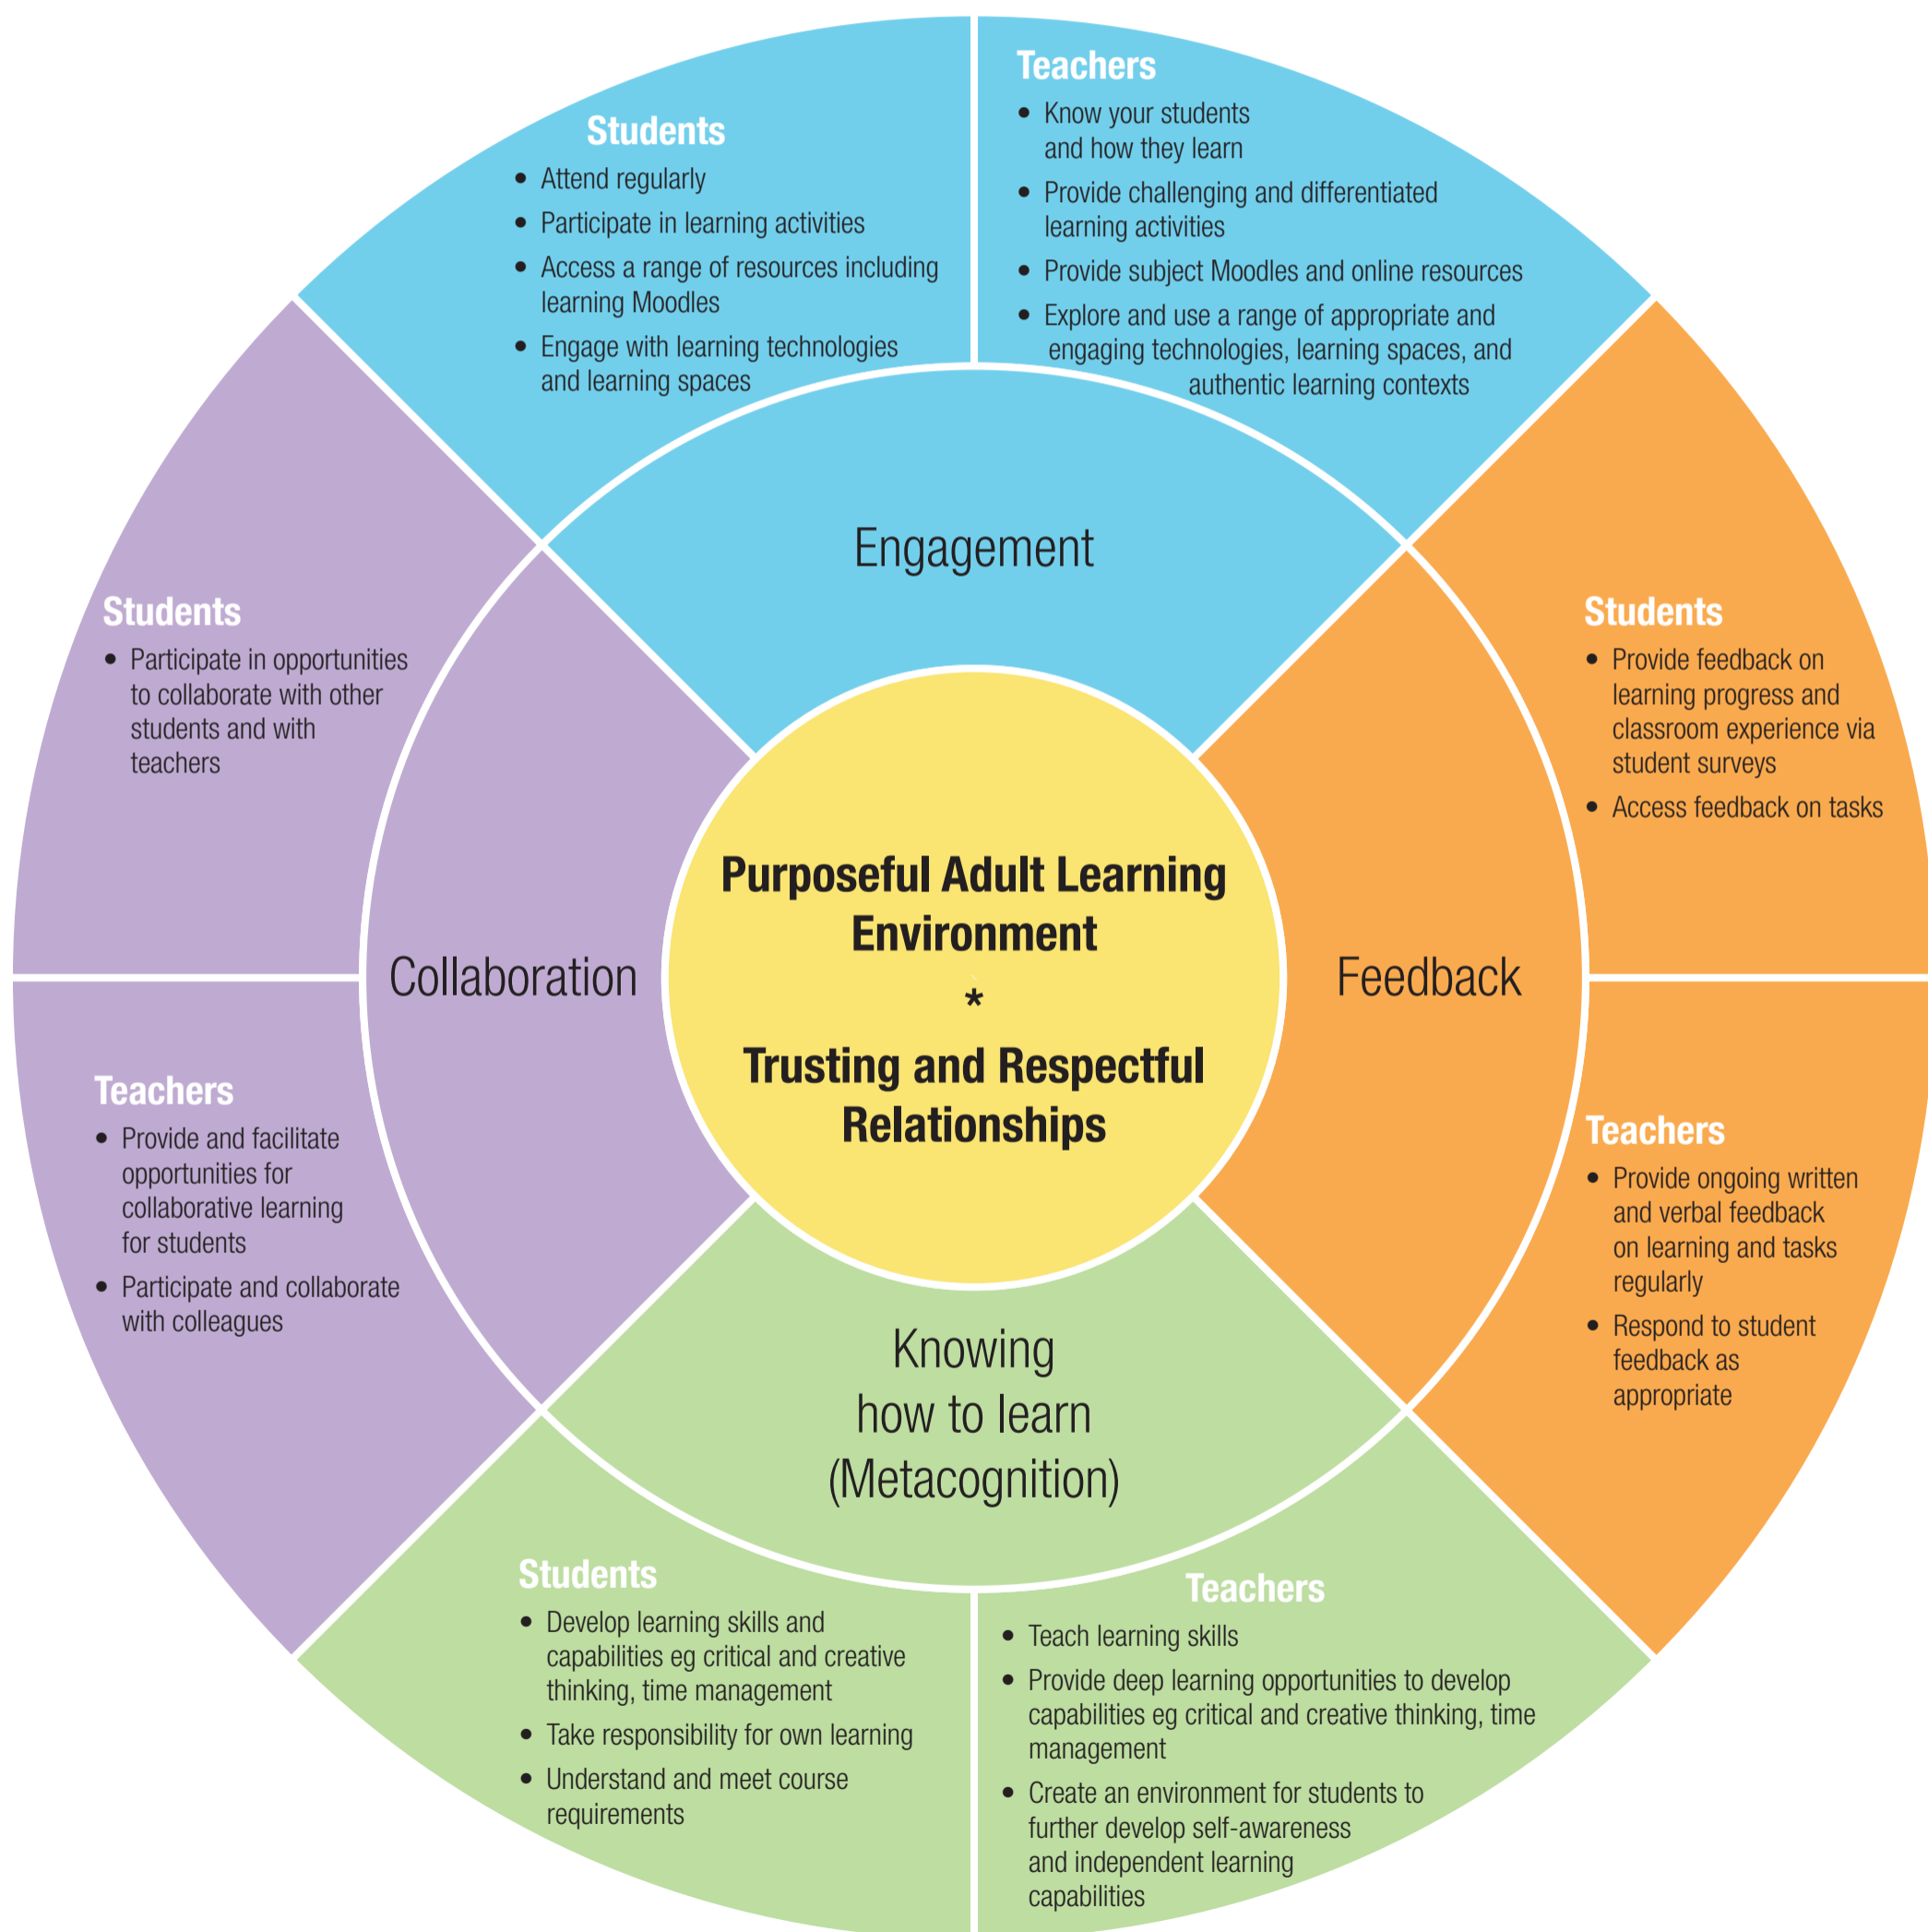 Students
• Attend regularly
• Participate in learning activities
• Access a range of resources including
learning Moodles
• Engage with learning technologies
and learning spaces
Teachers
• Know your students
and how they learn
• Provide challenging and differentiated
learning activities
• Provide subject Moodles and online resources
• Explore and use a range of appropriate and
engaging technologies, learning spaces, and
authentic learning contexts
Engagement
Students
• Participate in opportunities
to collaborate with other
students and with
teachers
Teachers
• Provide and facilitate
opportunities for
collaborative learning
for students
• Participate and collaborate
with colleagues
Collaboration
Purposeful Adult Learning
Environment
*
Trusting and Respectful
Relationships
Feedback
Students
• Provide feedback on
learning progress and
classroom experience via
student surveys
• Access feedback on tasks
Teachers
• Provide ongoing written
and verbal feedback
on learning and tasks
regularly
• Respond to student
feedback as
appropriate
Knowing
how to learn
(Metacognition)
Students
• Develop learning skills and
capabilities eg critical and creative
thinking, time management
• Take responsibility for own learning
• Understand and meet course
requirements
Teachers
• Teach learning skills
• Provide deep learning opportunities to develop
capabilities eg critical and creative thinking, time
management
• Create an environment for students to
further develop self-awareness
and independent learning
capabilities